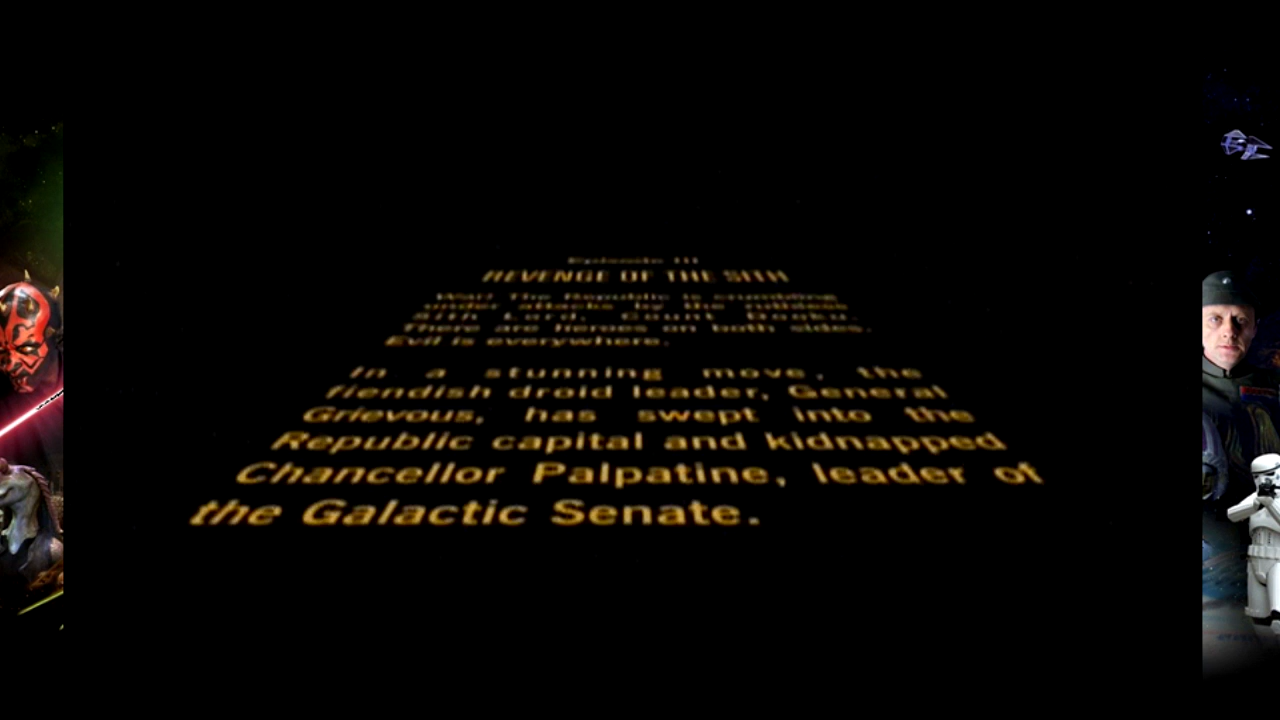 Episode III
REVENGE OF THE SITH
War! The Republic is crumbling
under attacks by the ruthless
Sith Lord, Count Dooku.
There are heroes on both sides.
Evil is everywhere.
In a stunning move, the
fiendish droid leader, General
Grievous, has swept into the
Republic capital and kidnapped
Chancellor Palpatine, leader of
the Galactic Senate.